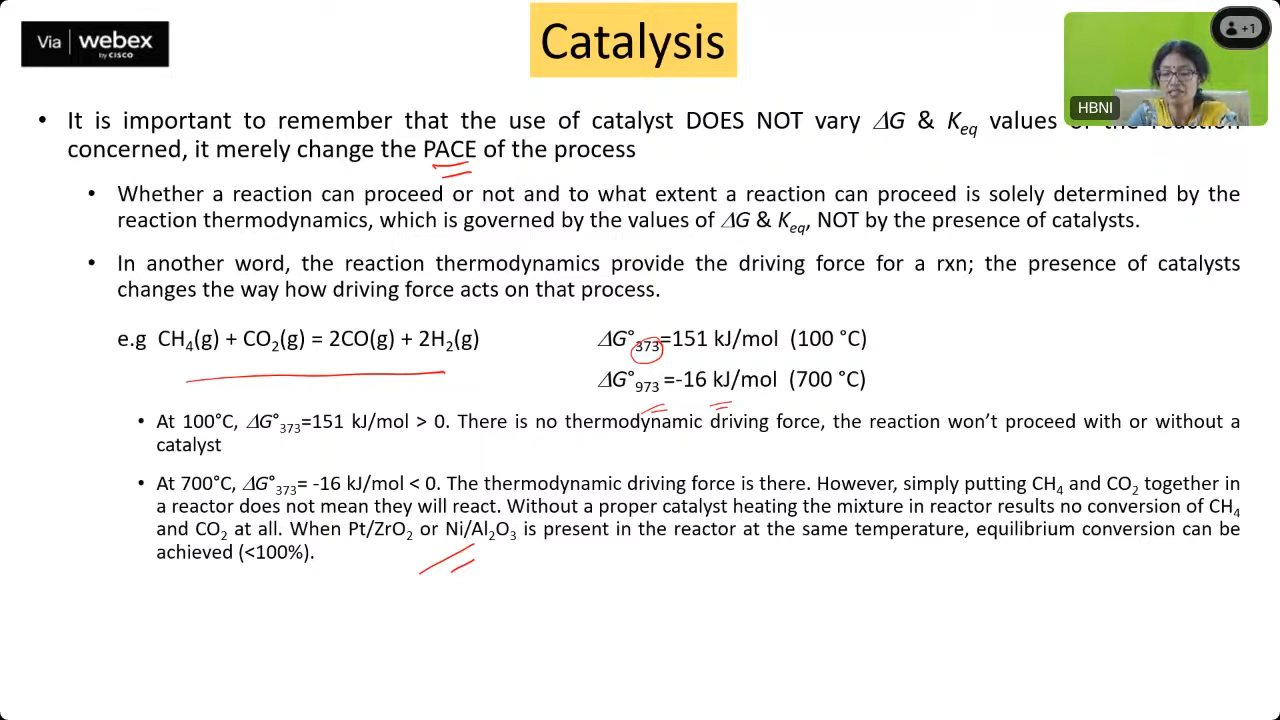 Via | webex
by CISCO
Catalysis
+1
HBNI
• It is important to remember that the use of catalyst DOES NOT vary ΔG & Keq values of the reaction
concerned, it merely change the PACE of the process
• Whether a reaction can proceed or not and to what extent a reaction can proceed is solely determined by the
reaction thermodynamics, which is governed by the values of ΔG & Keq, NOT by the presence of catalysts.
• In another word, the reaction thermodynamics provide the driving force for a rxn; the presence of catalysts
changes the way how driving force acts on that process.
e.g CH4(g) + CO2(g) = 2CO(g) + 2H2(g) ΔG°373=151 kJ/mol (100 °C)
ΔG°973 =-16 kJ/mol (700 °C)
• At 100°C, ΔG°373=151 kJ/mol > 0. There is no thermodynamic driving force, the reaction won't proceed with or without a
catalyst
• At 700°C, ΔG°373= -16 kJ/mol < 0. The thermodynamic driving force is there. However, simply putting CH4 and CO2 together in
a reactor does not mean they will react. Without a proper catalyst heating the mixture in reactor results no conversion of CH4
and CO2 at all. When Pt/ZrO2 or Ni/Al2O3 is present in the reactor at the same temperature, equilibrium conversion can be
achieved (<100%).